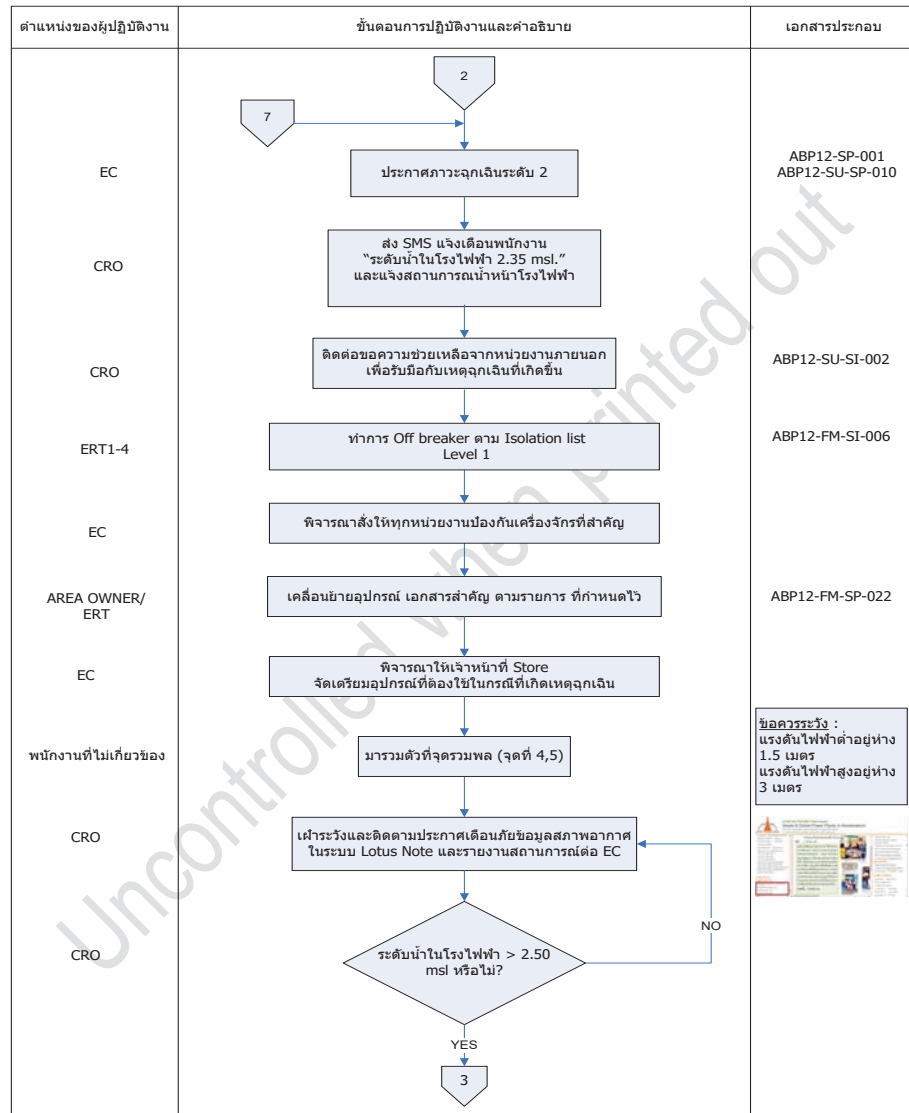 ตำแหน่งของผู้ปฏิบัติงาน
ขั้นตอนการปฏิบัติงานและคำอธิบาย
เอกสารประกอบ
2
7
EC
ประกาศภาวะฉุกเฉินระดับ 2
ABP12-SP-001
ABP12-SU-SP-010
CRO
ส่ง SMS แจ้งเตือนพนักงาน
“ระดับน้ำในโรงไฟฟ้า 2.35 msl.”
และแจ้งสถานการณ์น้ำหน้าโรงไฟฟ้า
CRO
ติดต่อขอความช่วยเหลือจากหน่วยงานภายนอก
เพื่อรับมือกับเหตุฉุกเฉินที่เกิดขึ้น
ABP12-SU-SI-002
ERT1-4
ทำการ Off breaker ตาม Isolation list
Level 1
ABP12-FM-SI-006
EC
พิจารณาสั่งให้ทุกหน่วยงานป้องกันเครื่องจักรที่สำคัญ
AREA OWNER/
ERT
เคลื่อนย้ายอุปกรณ์ เอกสารสำคัญ ตามรายการ ที่กำหนดไว้
ABP12-FM-SP-022
EC
พิจารณาให้เจ้าหน้าที่ Store
จัดเตรียมอุปกรณ์ที่ต้องใช้ในกรณีที่เกิดเหตุฉุกเฉิน
พนักงานที่ไม่เกี่ยวข้อง
มารวมตัวที่จุดรวมพล (จุดที่ 4,5)
ข้อควรระวัง :
แรงดันไฟฟ้าต่ำอยู่ห่าง
1.5 เมตร
แรงดันไฟฟ้าสูงอยู่ห่าง
3 เมตร
CRO
เฝ้าระวังและติดตามประกาศเตือนภัยข้อมูลสภาพอากาศ
ในระบบ Lotus Note และรายงานสถานการณ์ต่อ EC
CRO
ระดับน้ำในโรงไฟฟ้า > 2.50
msl หรือไม่?
NO
YES
3
Uncontrolled when printed out